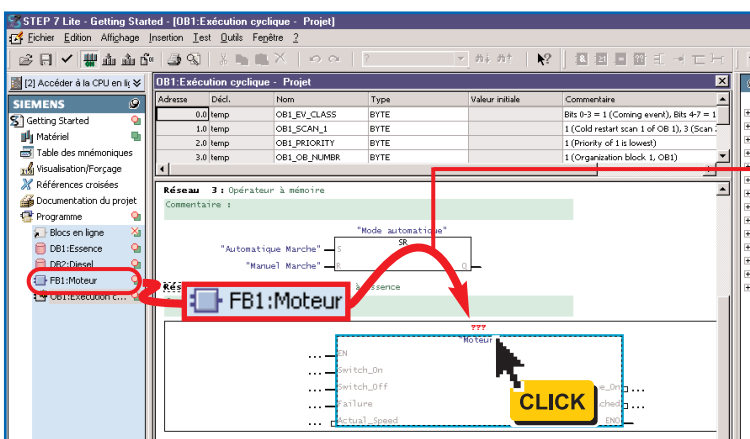 STEP 7 Lite - Getting Started - [OB1:Exécution cyclique - Projet]
Fichier Edition Affichage Insertion Test Outils Fenêtre ?
?
[2] Accéder à la CPU en lig
SIEMENS
Getting Started
Matériel
Table des mnémoniques
Visualisation/Forçage
Références croisées
Documentation du projet
Programme
Blocs en ligne
DB1:Essence
DB2:Diesel
FB1:Moteur
OB1:Exécution c...
OB1:Exécution cyclique - Projet
Adresse Décl. Nom Type Valeur initiale Commentaire
0.0 temp OB1_EV_CLASS BYTE Bits 0-3 = 1 (Coming event), Bits 4-7 = 1
1.0 temp OB1_SCAN_1 BYTE 1 (Cold restart scan 1 of OB 1), 3 (Scan
2.0 temp OB1_PRIORITY BYTE 1 (Priority of 1 is lowest)
3.0 temp OB1_OB_NUMBR BYTE 1 (Organization block 1, OB1)
Réseau 3 : Opérateur à mémoire
Commentaire :
"Mode automatique"
SR
"Automatique Marche" S
"Manuel Marche" R Q
Rés à essence
FB1:Moteur
???
"Moteur
... EN
... Switch_On
... Switch_Off e_On ...
... Failure ched ...
... Actual_Speed ENO
CLICK